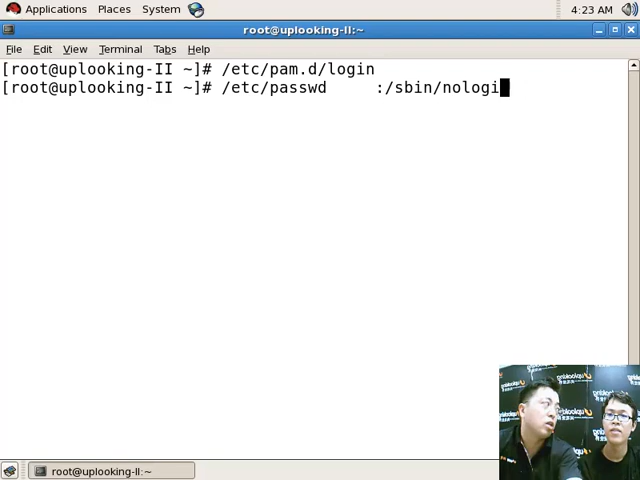 Applications Places System 4:23 AM
root@uplooking-II:~
File Edit View Terminal Tabs Help
[root@uplooking-II ~]# /etc/pam.d/login
[root@uplooking-II ~]# /etc/passwd     :/sbin/nologi
root@uplooking-II:~